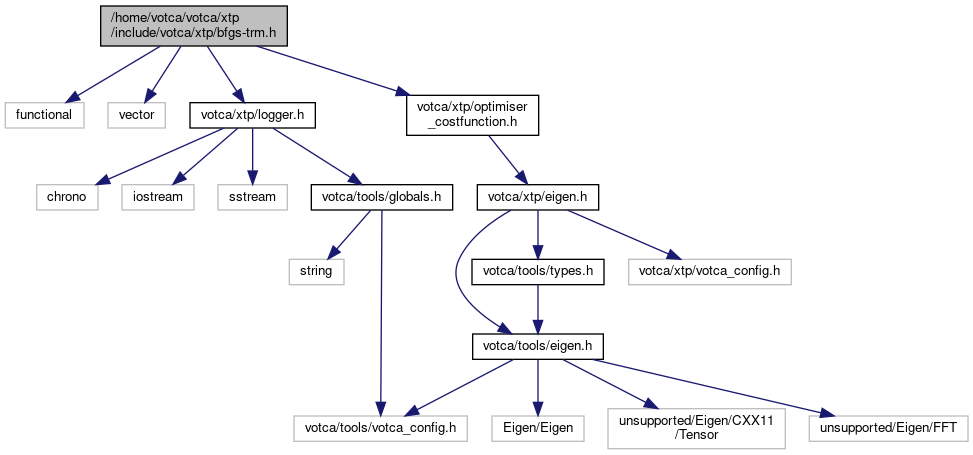 /home/votca/votca/xtp
/include/votca/xtp/bfgs-trm.h
functional
vector
votca/xtp/logger.h
votca/xtp/optimiser
_costfunction.h
chrono
iostream
sstream
votca/tools/globals.h
votca/xtp/eigen.h
string
votca/tools/types.h
votca/xtp/votca_config.h
votca/tools/eigen.h
votca/tools/votca_config.h
Eigen/Eigen
unsupported/Eigen/CXX11
/Tensor
unsupported/Eigen/FFT